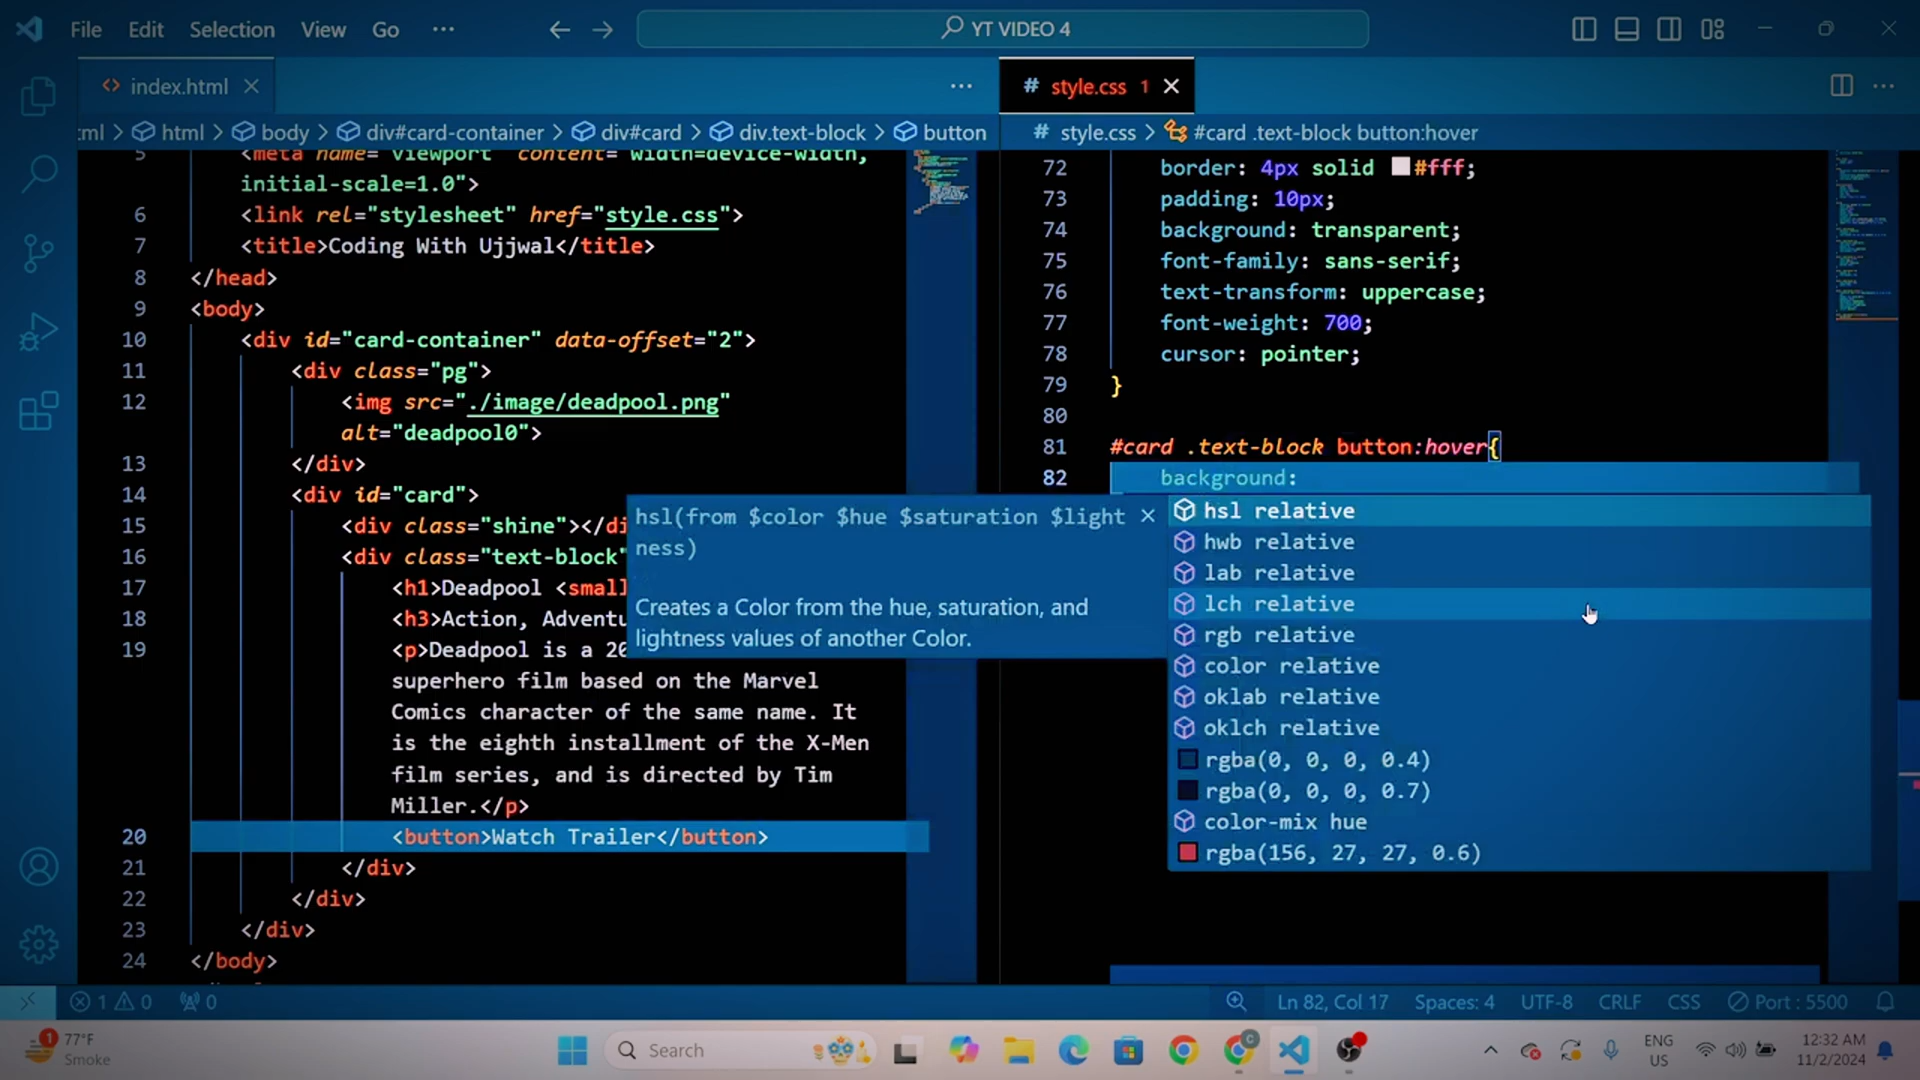 File Edit Selection View Go ··· YT VIDEO 4
index.html
style.css 1
html > body > div#card-container > div#card > div.text-block > button
# style.css > #card .text-block button:hover
5 <meta name="viewport" content="width=device-width,
initial-scale=1.0">
6 <link rel="stylesheet" href="style.css">
7 <title>Coding With Ujjwal</title>
8 </head>
9 <body>
10 <div id="card-container" data-offset="2">
11 <div class="pg">
12 <img src="./image/deadpool.png"
alt="deadpool0">
13 </div>
14 <div id="card">
15 <div class="shine"></di
16 <div class="text-block"
17 <h1>Deadpool <small
18 <h3>Action, Adventu
19 <p>Deadpool is a 20
superhero film based on the Marvel
Comics character of the same name. It
is the eighth installment of the X-Men
film series, and is directed by Tim
Miller.</p>
20 <button>Watch Trailer</button>
21 </div>
22 </div>
23 </div>
24 </body>
72 border: 4px solid #fff;
73 padding: 10px;
74 background: transparent;
75 font-family: sans-serif;
76 text-transform: uppercase;
77 font-weight: 700;
78 cursor: pointer;
79 }
80
81 #card .text-block button:hover{
82 background:
hsl(from $color $hue $saturation $light
ness)
Creates a Color from the hue, saturation, and
lightness values of another Color.
hsl relative
hwb relative
lab relative
lch relative
rgb relative
color relative
oklab relative
oklch relative
rgba(0, 0, 0, 0.4)
rgba(0, 0, 0, 0.7)
color-mix hue
rgba(156, 27, 27, 0.6)
1 0 0
Ln 82, Col 17 Spaces: 4 UTF-8 CRLF CSS Port : 5500
1 77°F
Smoke
Search
ENG
US
12:32 AM
11/2/2024